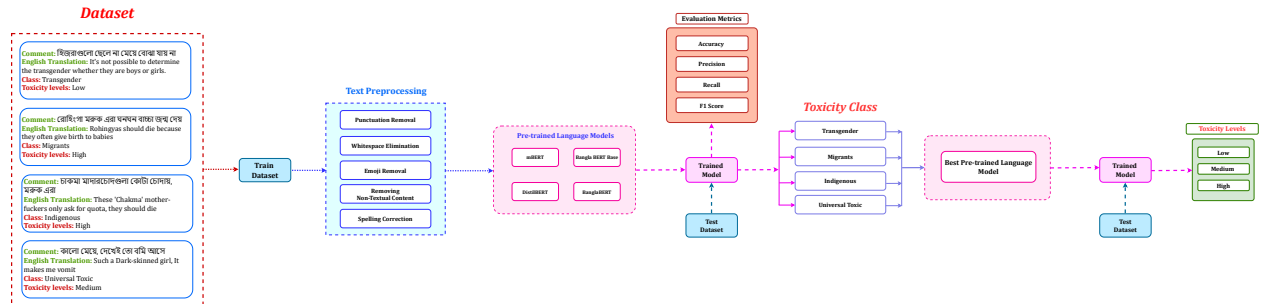 Dataset
Comment: হিজরাগুলো ছেলে না মেয়ে বোঝা যায় না
English Translation: It's not possible to determine
the transgender whether they are boys or girls.
Class: Transgender
Toxicity levels: Low
Comment: রোহিংগা মরুক এরা ঘনঘন বাচ্চা জন্ম দেয়
English Translation: Rohingyas should die because
they often give birth to babies
Class: Migrants
Toxicity levels: High
Comment: চাকমা মাদারচোদগুলা কোটা চোদায়,
মরুক এরা
English Translation: These 'Chakma' mother-
fuckers only ask for quota, they should die
Class: Indigenous
Toxicity levels: High
Comment: কালো মেয়ে, দেখেই তো বমি আসে
English Translation: Such a Dark-skinned girl, It
makes me vomit
Class: Universal Toxic
Toxicity levels: Medium
Train
Dataset
Text Preprocessing
Punctuation Removal
Whitespace Elimination
Emoji Removal
Removing
Non-Textual Content
Spelling Correction
Pre-trained Language Models
mBERT
Bangla BERT Base
DistilBERT
BanglaBERT
Evaluation Metrics
Accuracy
Precision
Recall
F1 Score
Trained
Model
Test
Dataset
Toxicity Class
Transgender
Migrants
Indigenous
Universal Toxic
Best Pre-trained Language
Model
Trained
Model
Test
Dataset
Toxicity Levels
Low
Medium
High